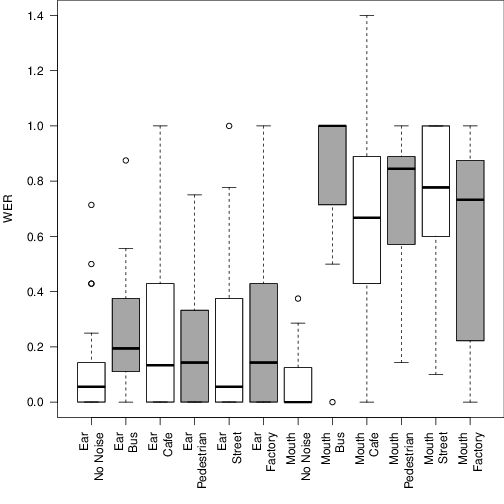 1.4
1.2
1.0
0.8
0.6
0.4
0.2
0.0
WER
Ear
No Noise
Ear
Bus
Ear
Cafe
Ear
Pedestrian
Ear
Street
Ear
Factory
Mouth
No Noise
Mouth
Bus
Mouth
Cafe
Mouth
Pedestrian
Mouth
Street
Mouth
Factory